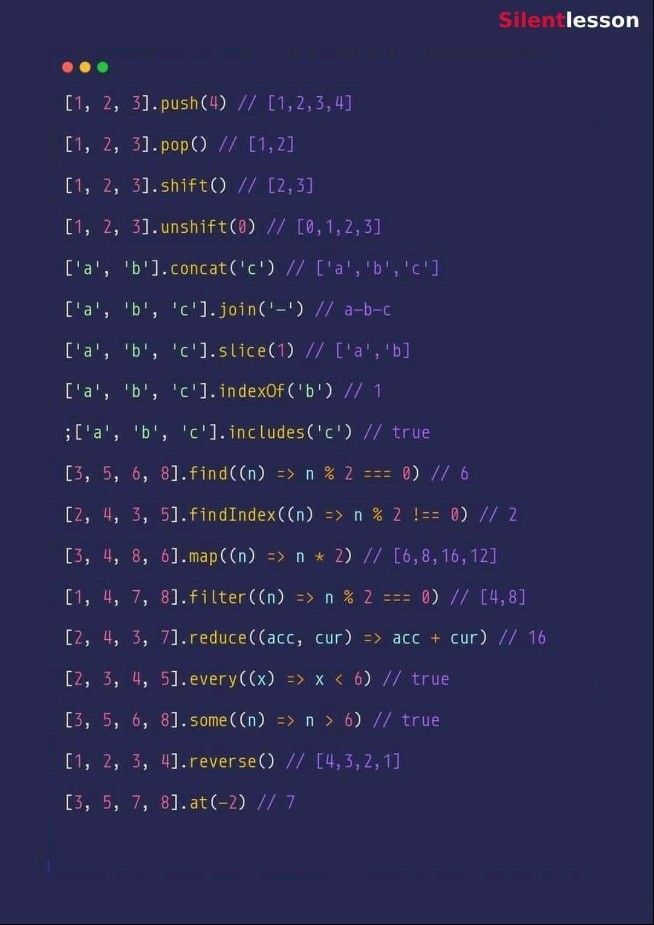 Silentlesson
[1, 2, 3].push(4) // [1,2,3,4]
[1, 2, 3].pop() // [1,2]
[1, 2, 3].shift() // [2,3]
[1, 2, 3].unshift(0) // [0,1,2,3]
['a', 'b'].concat('c') // ['a','b','c']
['a', 'b', 'c'].join('-') // a-b-c
['a', 'b', 'c'].slice(1) // ['a','b]
['a', 'b', 'c'].indexOf('b') // 1
;['a', 'b', 'c'].includes('c') // true
[3, 5, 6, 8].find((n) => n % 2 === 0) // 6
[2, 4, 3, 5].findIndex((n) => n % 2 !== 0) // 2
[3, 4, 8, 6].map((n) => n * 2) // [6,8,16,12]
[1, 4, 7, 8].filter((n) => n % 2 === 0) // [4,8]
[2, 4, 3, 7].reduce((acc, cur) => acc + cur) // 16
[2, 3, 4, 5].every((x) => x < 6) // true
[3, 5, 6, 8].some((n) => n > 6) // true
[1, 2, 3, 4].reverse() // [4,3,2,1]
[3, 5, 7, 8].at(-2) // 7